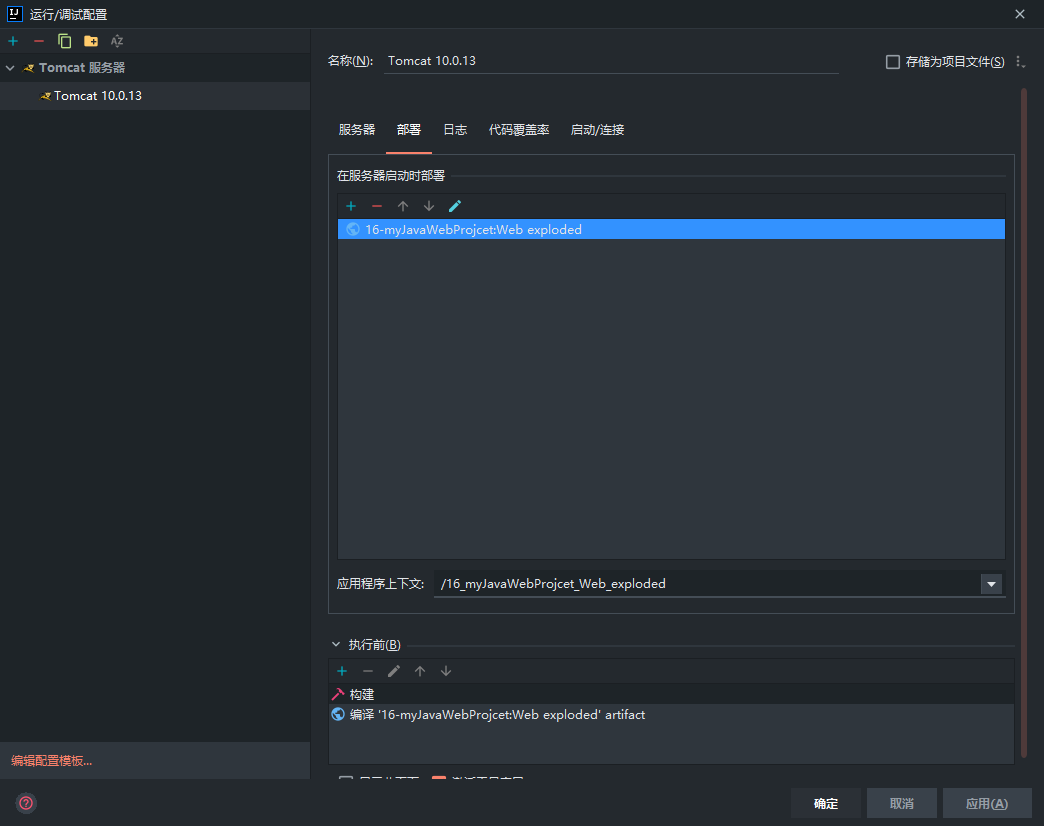 运行/调试配置
Tomcat 服务器
Tomcat 10.0.13
编辑配置模板...
名称(N): Tomcat 10.0.13
存储为项目文件(S)
服务器 部署 日志 代码覆盖率 启动/连接
在服务器启动时部署
16-myJavaWebProjcet:Web exploded
应用程序上下文: /16_myJavaWebProjcet_Web_exploded
执行前(B)
构建
编译 '16-myJavaWebProjcet:Web exploded' artifact
确定 取消 应用(A)